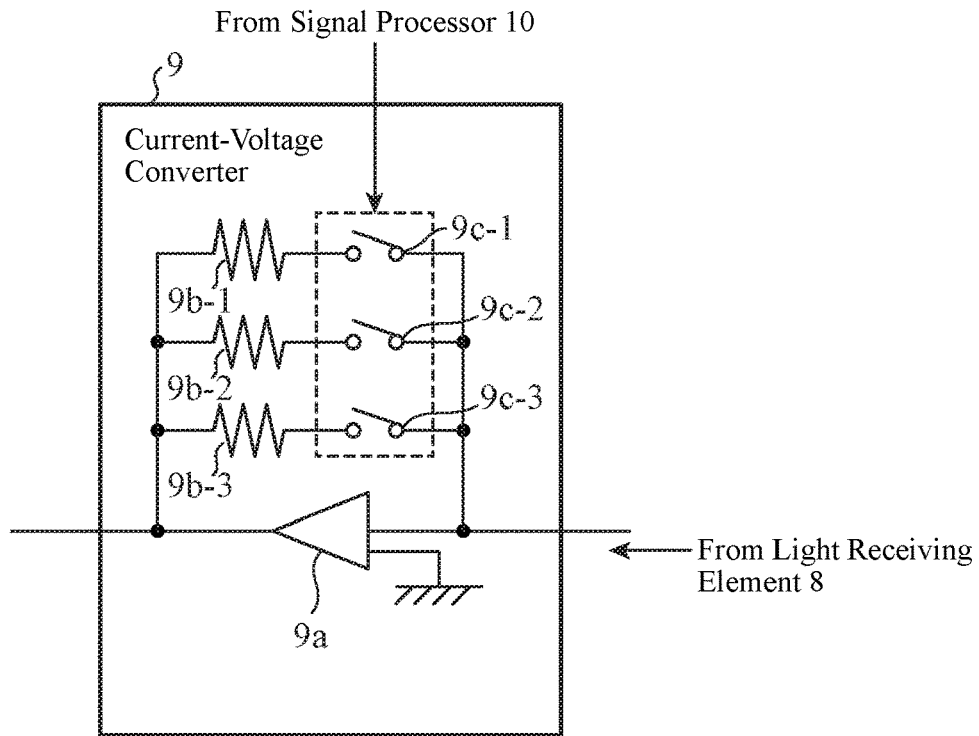 From Signal Processor 10
9
Current-Voltage
Converter
9c-1
9b-1
9c-2
9b-2
9c-3
9b-3
From Light Receiving
Element 8
9a